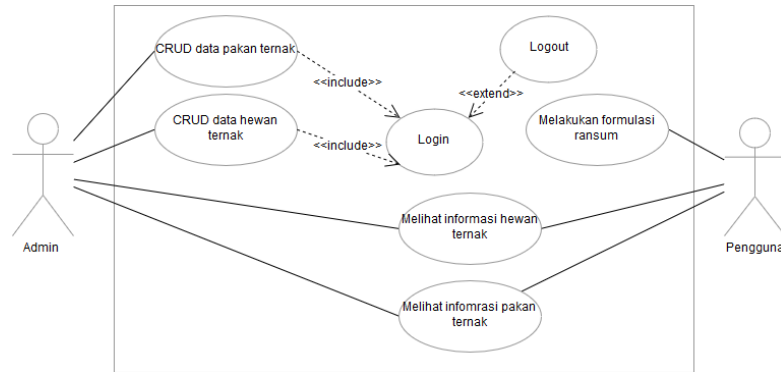 CRUD data pakan ternak
Logout
<<include>>
<<extend>>
CRUD data hewan
ternak
Login
Melakukan formulasi
ransum
<<include>>
Admin
Pengguna
Melihat informasi hewan
ternak
Melihat infomrasi pakan
ternak